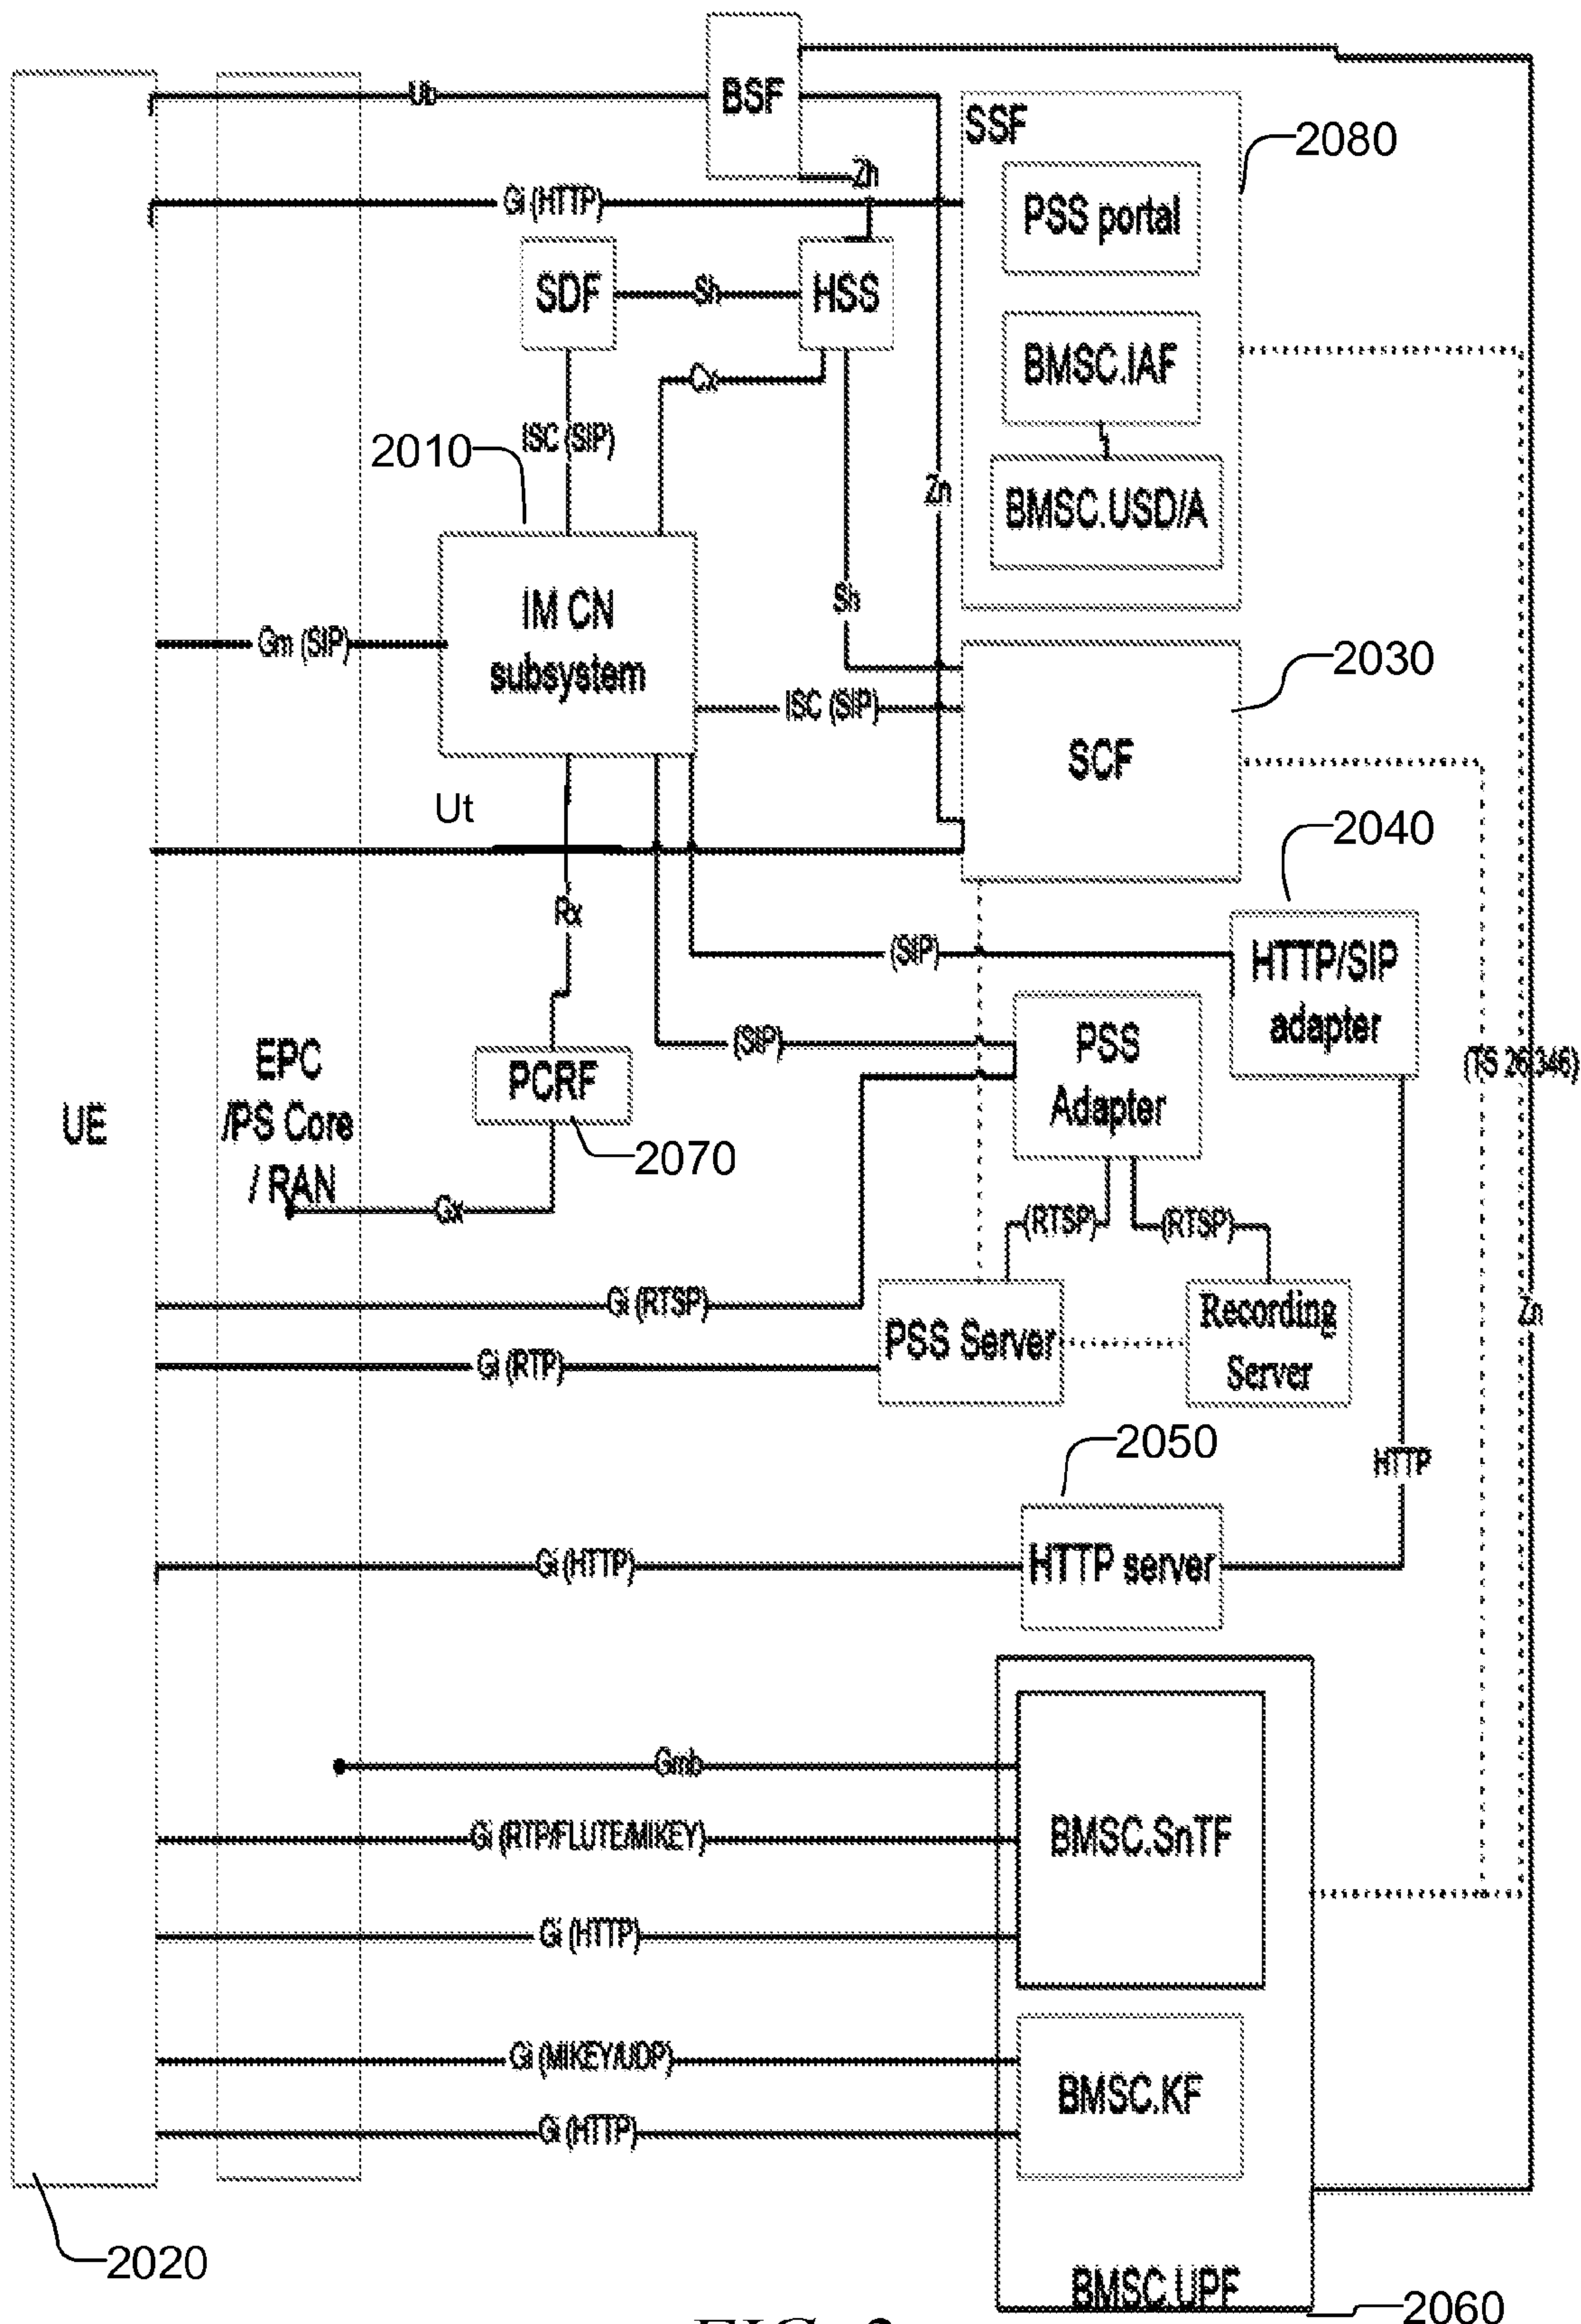 BSF
Ub
SSF
2080
Zh
Gi (HTTP)
PSS portal
SDF
Sh
HSS
BMSC.IAF
Cx
ISC (SIP)
2010
Zn
BMSC.USD/A
IM CN
subsystem
Sh
Gm (SIP)
2030
ISC (SIP)
SCF
Ut
2040
Rx
(SIP)
HTTP/SIP
adapter
(SIP)
PSS
Adapter
EPC
/PS Core
/ RAN
UE
PCRF
(TS 26.346)
2070
Gx
(RTSP)
(RTSP)
Gi (RTSP)
Zn
PSS Server
Recording
Server
Gi (RTP)
2050
HTTP
Gi (HTTP)
HTTP server
Gmb
Gi (RTP/FLUTE/MIKEY)
BMSC.SnTF
Gi (HTTP)
Gi (MIKEY/UDP)
BMSC.KF
Gi (HTTP)
2020
BMSC.UPF
2060